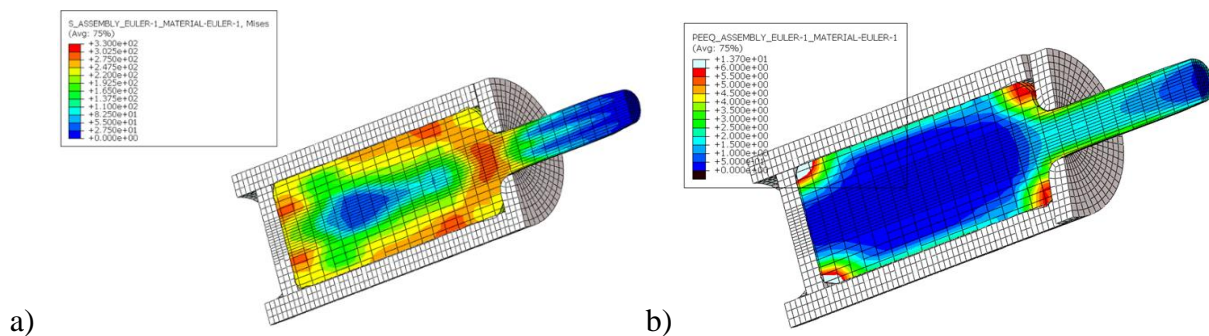 S_ASSEMBLY_EULER-1_MATERIAL-EULER-1, Mises
(Avg: 75%)
+3.300e+02
+3.025e+02
+2.750e+02
+2.475e+02
+2.200e+02
+1.925e+02
+1.650e+02
+1.375e+02
+1.100e+02
+8.250e+01
+5.500e+01
+2.750e+01
+0.000e+00
a)
PEEQ_ASSEMBLY_EULER-1_MATERIAL-EULER-1
(Avg: 75%)
+1.370e+01
+6.000e+00
+5.500e+00
+5.000e+00
+4.500e+00
+4.000e+00
+3.500e+00
+3.000e+00
+2.500e+00
+2.000e+00
+1.500e+00
+1.000e+00
+5.000e-01
+0.000e+00
b)